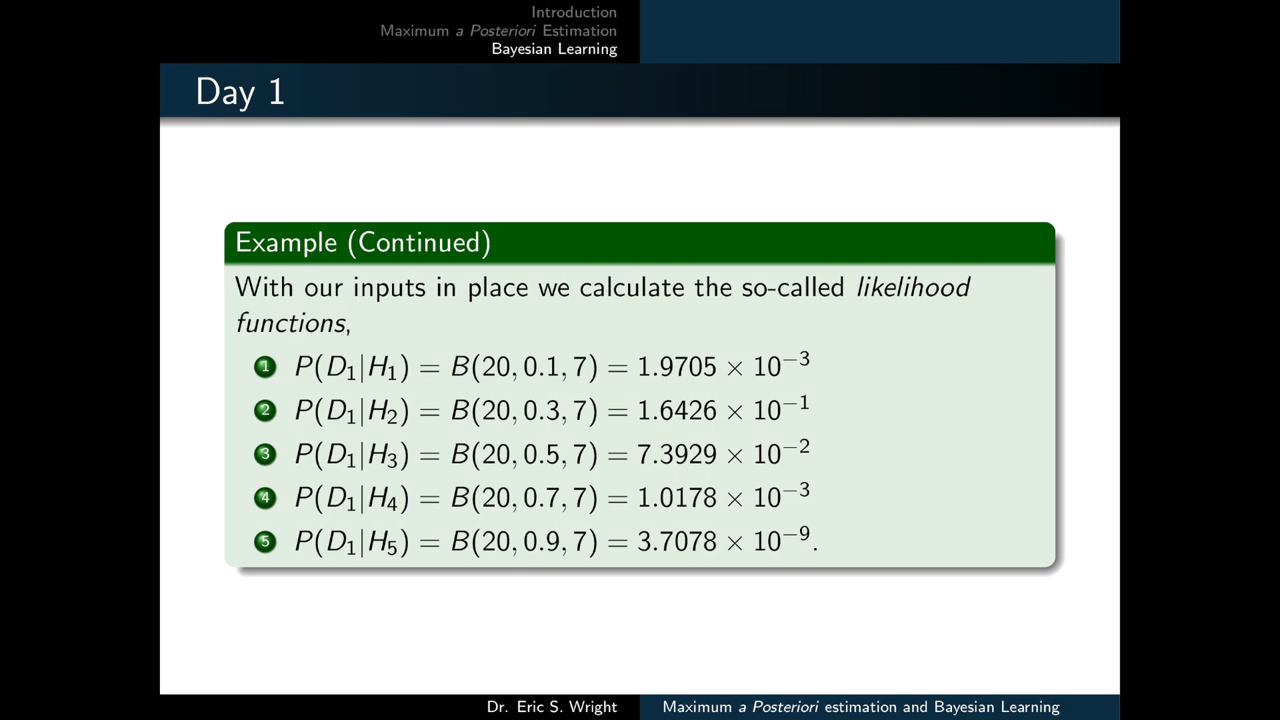 Introduction
Maximum a Posteriori Estimation
Bayesian Learning
Day 1
Example (Continued)
With our inputs in place we calculate the so-called likelihood
functions,
1 P(D₁|H₁) = B(20, 0.1, 7) = 1.9705 × 10⁻³
2 P(D₁|H₂) = B(20, 0.3, 7) = 1.6426 × 10⁻¹
3 P(D₁|H₃) = B(20, 0.5, 7) = 7.3929 × 10⁻²
4 P(D₁|H₄) = B(20, 0.7, 7) = 1.0178 × 10⁻³
5 P(D₁|H₅) = B(20, 0.9, 7) = 3.7078 × 10⁻⁹.
Dr. Eric S. Wright
Maximum a Posteriori estimation and Bayesian Learning